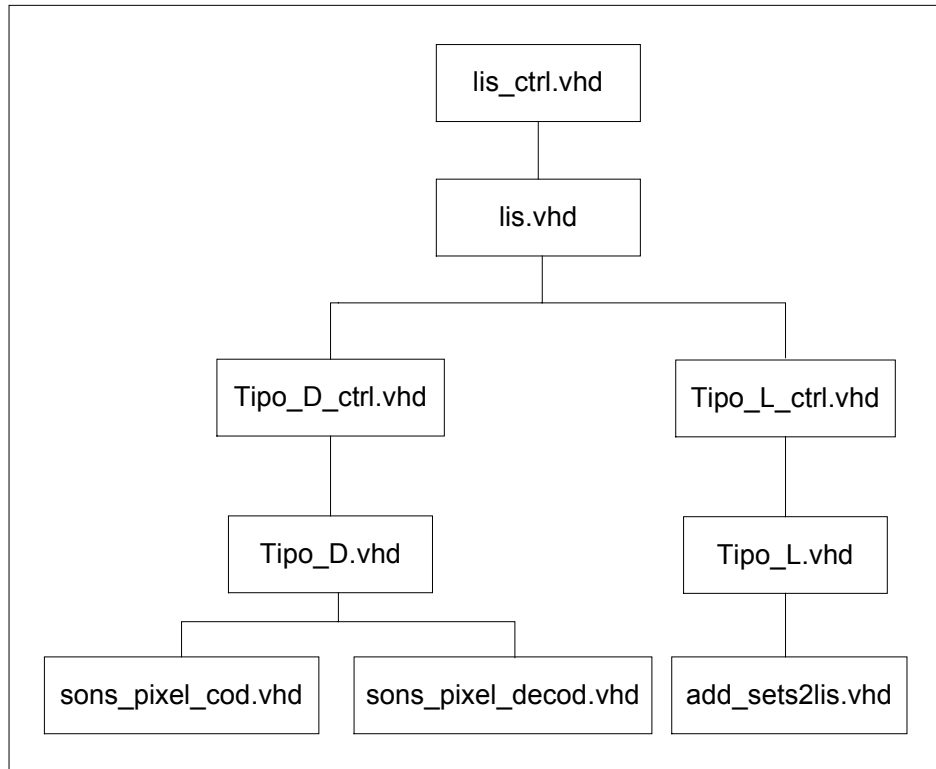 lis_ctrl.vhd
lis.vhd
Tipo_D_ctrl.vhd
Tipo_L_ctrl.vhd
Tipo_D.vhd
Tipo_L.vhd
sons_pixel_cod.vhd
sons_pixel_decod.vhd
add_sets2lis.vhd